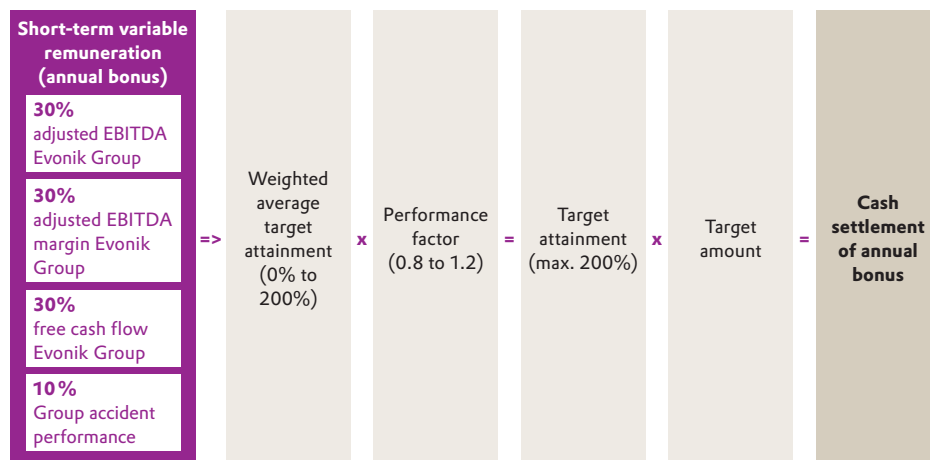 Short-term variable
remuneration
(annual bonus)
30%
adjusted EBITDA
Evonik Group
30%
adjusted EBITDA
margin Evonik
Group
30%
free cash flow
Evonik Group
10%
Group accident
performance
=>
Weighted
average
target
attainment
(0% to
200%)
x
Performance
factor
(0.8 to 1.2)
=
Target
attainment
(max. 200%)
x
Target
amount
=
Cash
settlement
of annual
bonus